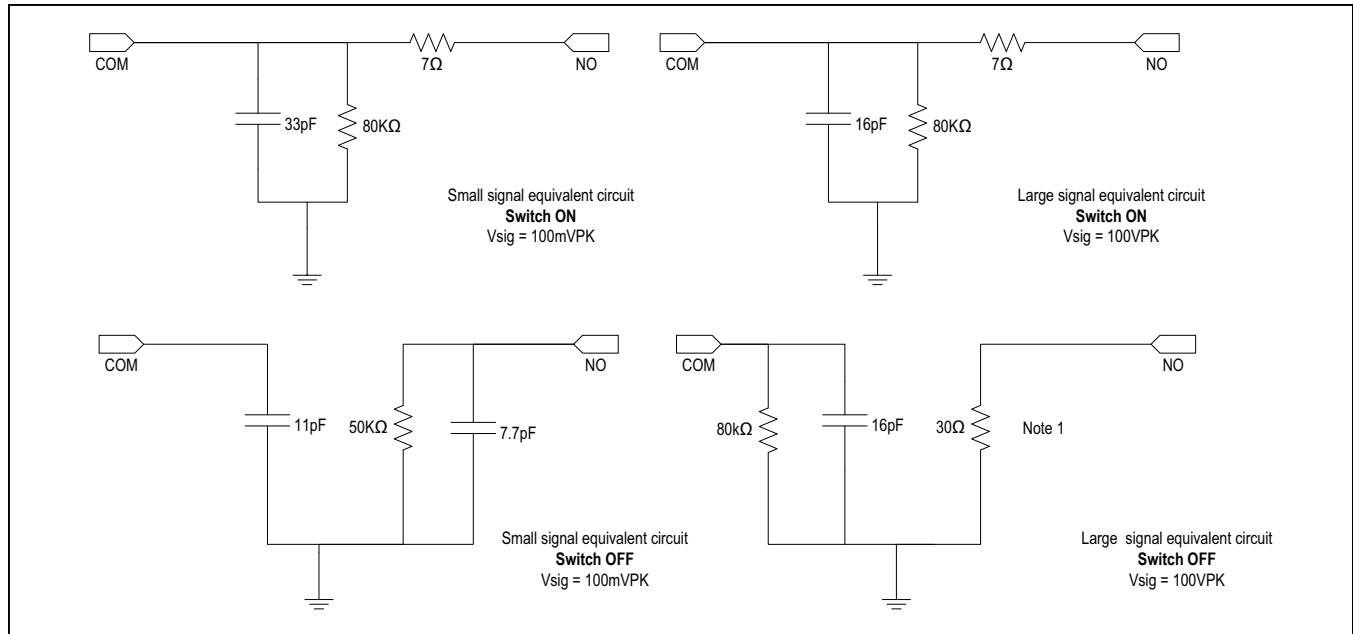 COM
7Ω
NO
33pF
80KΩ
Small signal equivalent circuit
Switch ON
Vsig = 100mVPK
COM
7Ω
NO
16pF
80KΩ
Large signal equivalent circuit
Switch ON
Vsig = 100VPK
COM
NO
11pF
50KΩ
7.7pF
Small signal equivalent circuit
Switch OFF
Vsig = 100mVPK
COM
NO
80kΩ
16pF
30Ω
Note 1
Large signal equivalent circuit
Switch OFF
Vsig = 100VPK